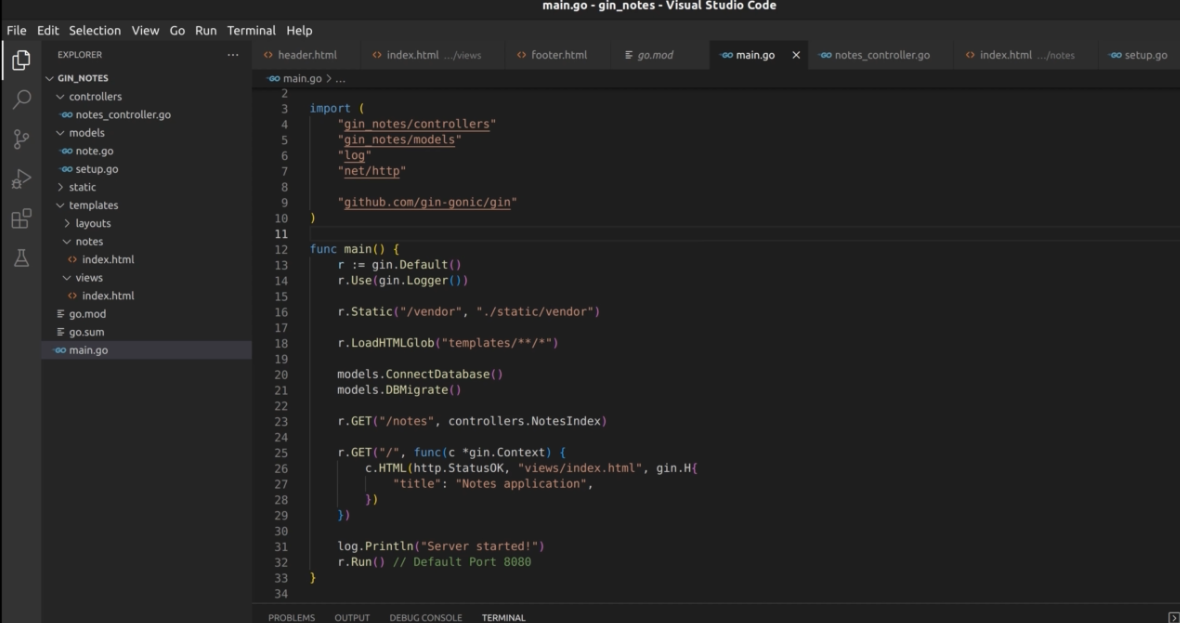 main.go - gin_notes - Visual Studio Code
File Edit Selection View Go Run Terminal Help
EXPLORER
header.html index.html .../views footer.html go.mod main.go notes_controller.go index.html .../notes setup.go
GIN_NOTES
controllers
notes_controller.go
models
note.go
setup.go
static
templates
layouts
notes
index.html
views
index.html
go.mod
go.sum
main.go
main.go > ...
2
3 import (
4 "gin_notes/controllers"
5 "gin_notes/models"
6 "log"
7 "net/http"
8
9 "github.com/gin-gonic/gin"
10 )
11
12 func main() {
13 r := gin.Default()
14 r.Use(gin.Logger())
15
16 r.Static("/vendor", "./static/vendor")
17
18 r.LoadHTMLGlob("templates/**/*")
19
20 models.ConnectDatabase()
21 models.DBMigrate()
22
23 r.GET("/notes", controllers.NotesIndex)
24
25 r.GET("/", func(c *gin.Context) {
26 c.HTML(http.StatusOK, "views/index.html", gin.H{
27 "title": "Notes application",
28 })
29 })
30
31 log.Println("Server started!")
32 r.Run() // Default Port 8080
33 }
34
PROBLEMS OUTPUT DEBUG CONSOLE TERMINAL